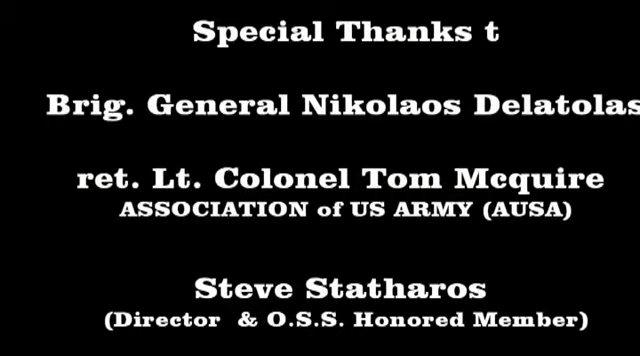 Special Thanks t
Brig. General Nikolaos Delatolas
ret. Lt. Colonel Tom Mcquire
ASSOCIATION of US ARMY (AUSA)
Steve Statharos
(Director & O.S.S. Honored Member)